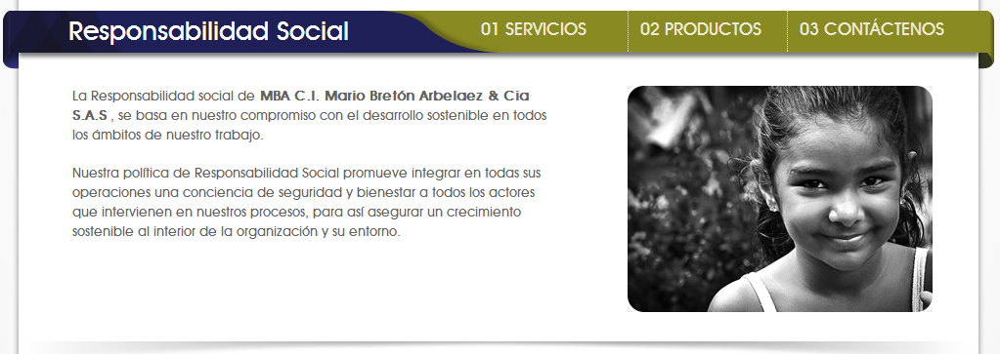 Responsabilidad Social
01 SERVICIOS
02 PRODUCTOS
03 CONTÁCTENOS
La Responsabilidad social de MBA C.I. Mario Bretón Arbelaez & Cia
S.A.S , se basa en nuestro compromiso con el desarrollo sostenible en todos
los ámbitos de nuestro trabajo.
Nuestra política de Responsabilidad Social promueve integrar en todas sus
operaciones una conciencia de seguridad y bienestar a todos los actores
que intervienen en nuestros procesos, para así asegurar un crecimiento
sostenible al interior de la organización y su entorno.